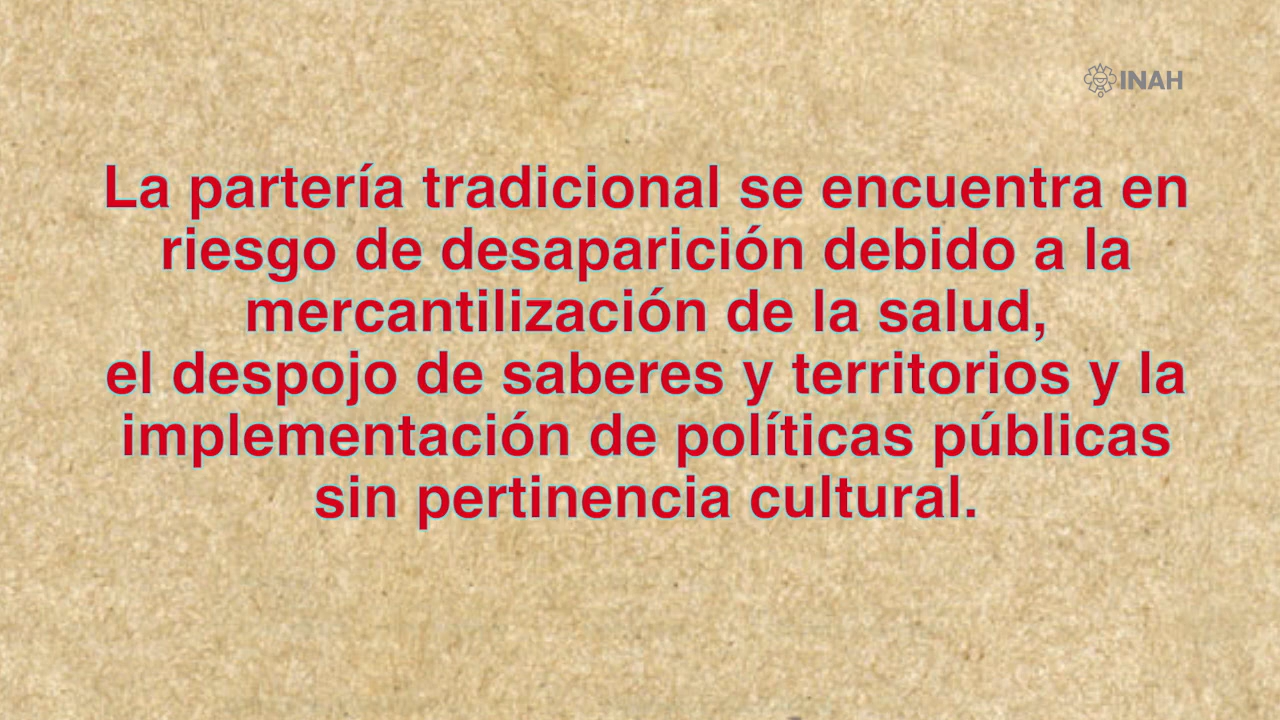 INAH
La partería tradicional se encuentra en
riesgo de desaparición debido a la
mercantilización de la salud,
el despojo de saberes y territorios y la
implementación de políticas públicas
sin pertinencia cultural.